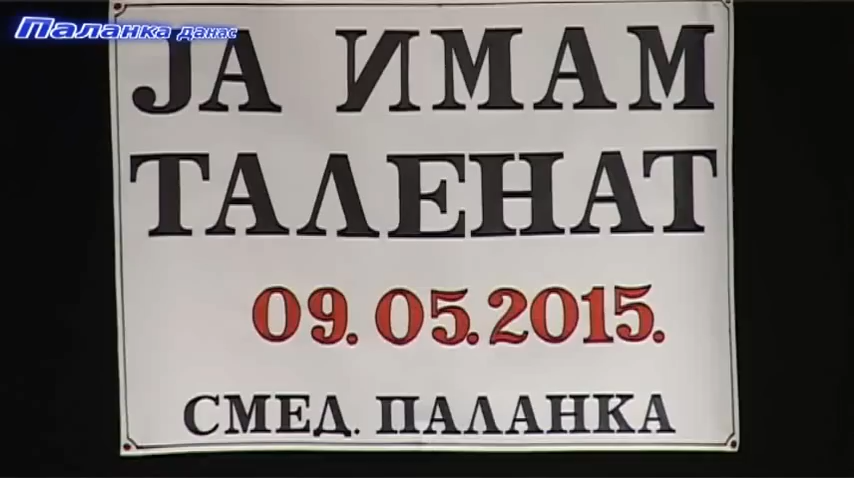 Паланка данас
ЈА ИМАМ
ТАЛЕНАТ
09.05.2015.
СМЕД. ПАЛАНКА